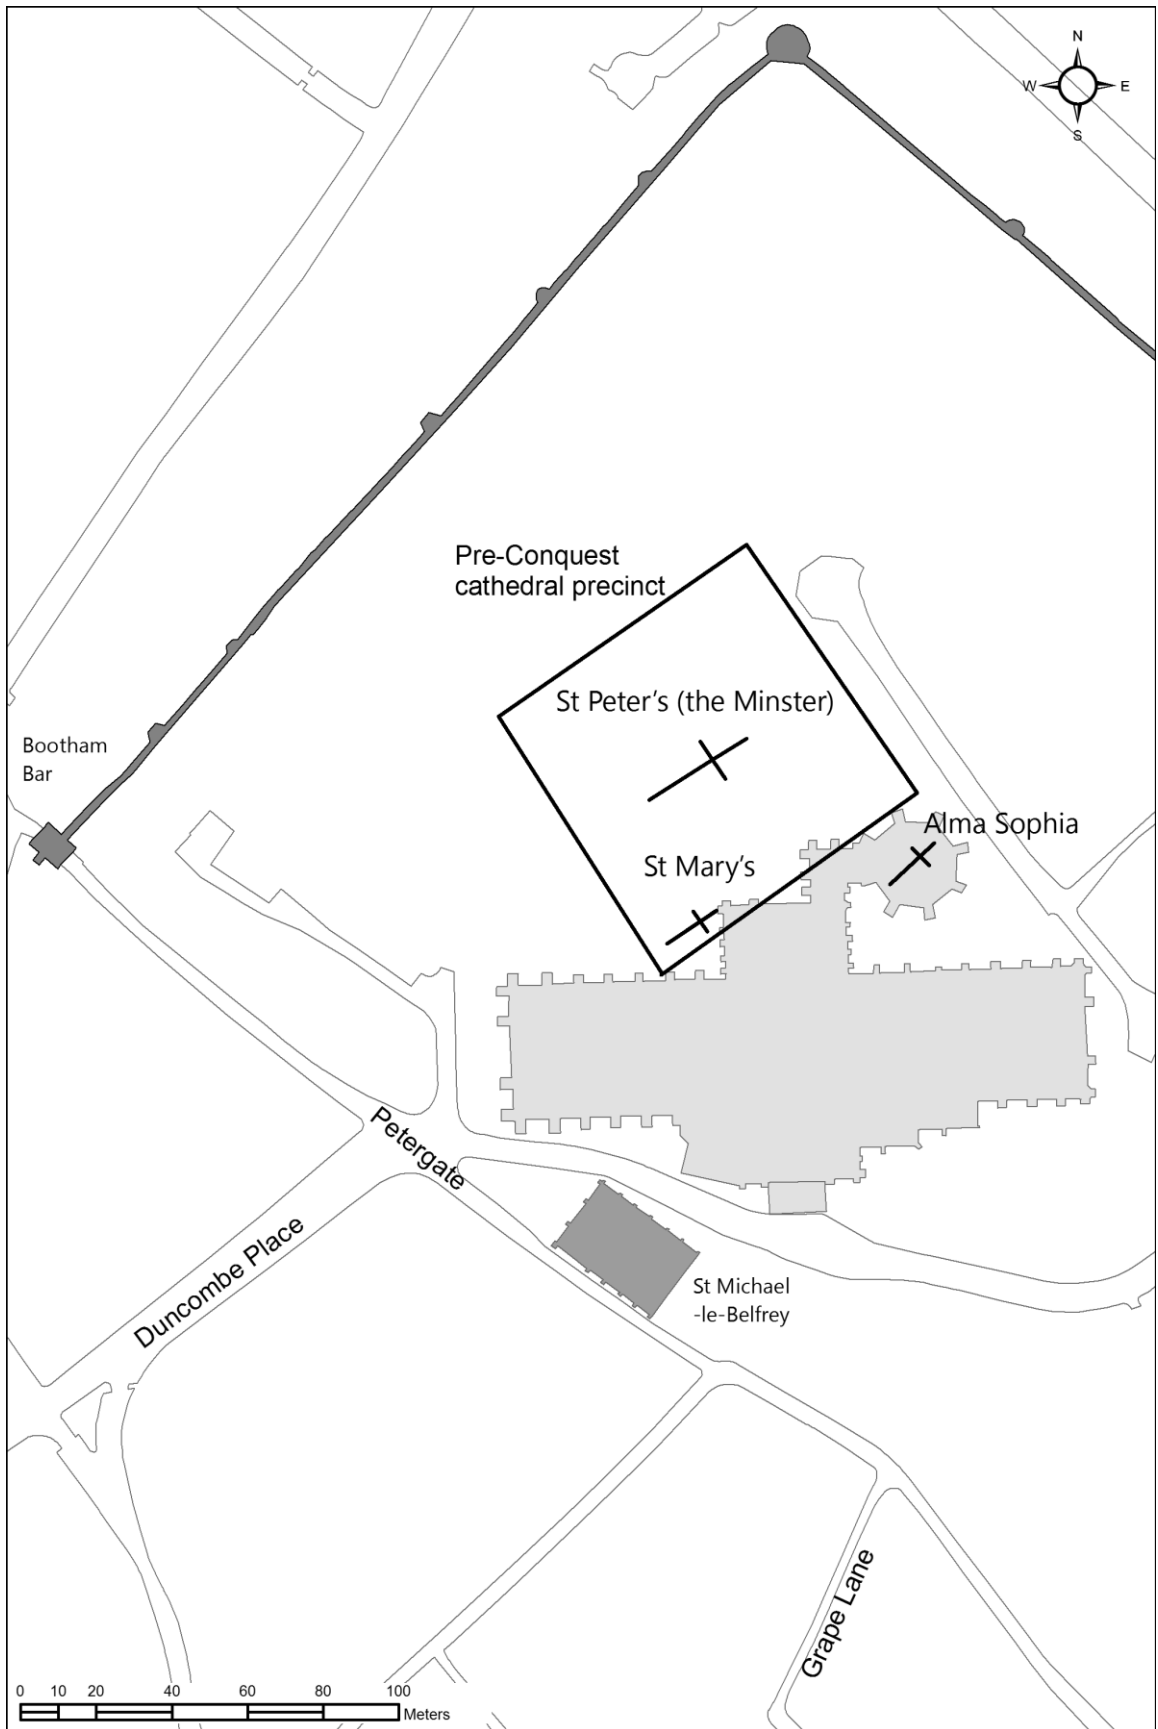 N
W
E
S
Pre-Conquest
cathedral precinct
St Peter's (the Minster)
Bootham
Bar
Alma Sophia
St Mary's
Petergate
Duncombe Place
St Michael
-le-Belfrey
Grape Lane
0 10 20 40 60 80 100
Meters